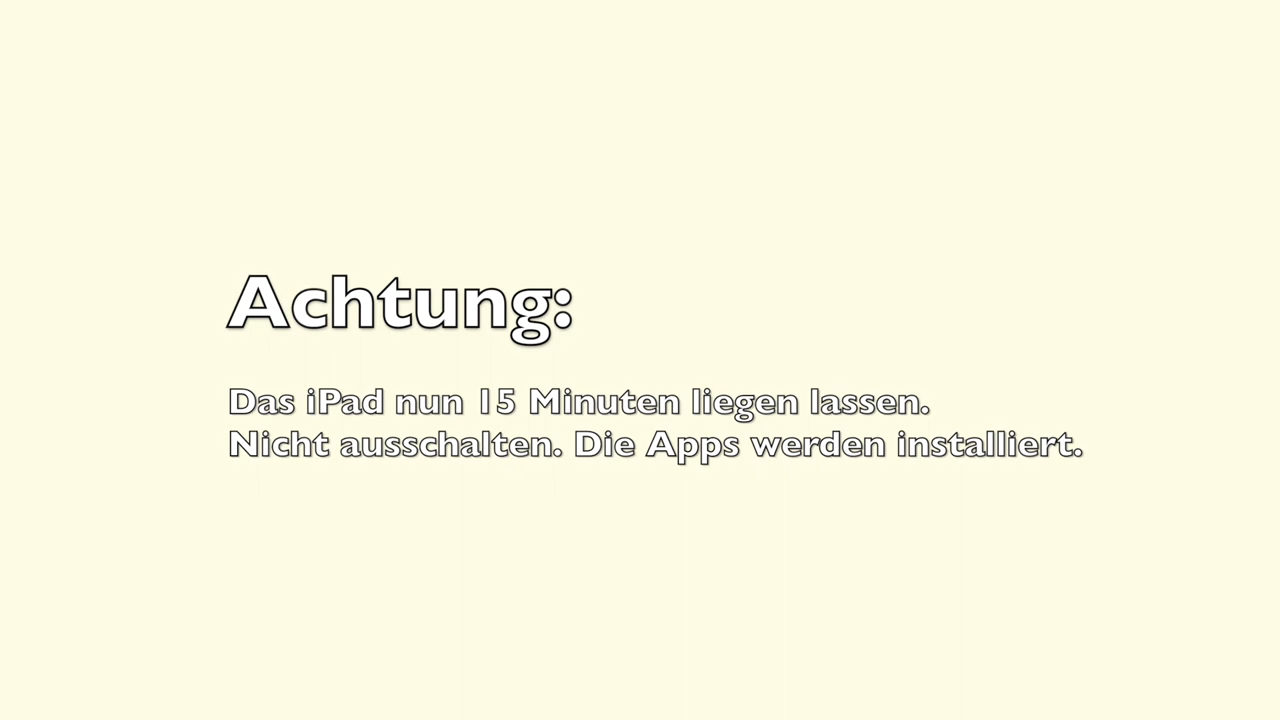 Achtung:
Das iPad nun 15 Minuten liegen lassen.
Nicht ausschalten. Die Apps werden installiert.